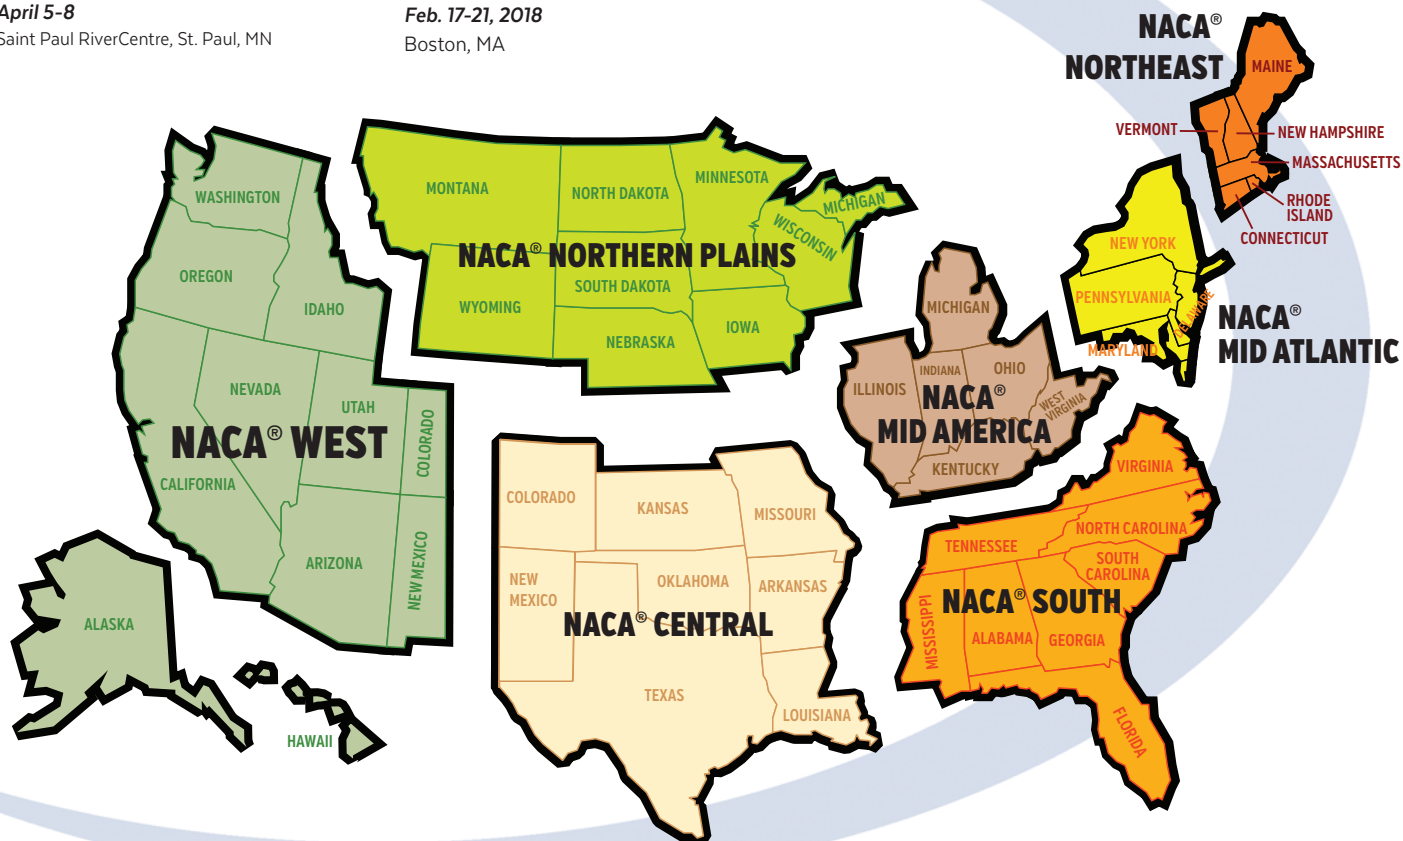 April 5-8
Saint Paul RiverCentre, St. Paul, MN
Feb. 17-21, 2018
Boston, MA
NACA®
NORTHEAST
MAINE
VERMONT
NEW HAMPSHIRE
MASSACHUSETTS
RHODE
ISLAND
CONNECTICUT
WASHINGTON
OREGON
IDAHO
NEVADA
UTAH
COLORADO
NACA® WEST
CALIFORNIA
ARIZONA
NEW MEXICO
ALASKA
HAWAII
MONTANA
NORTH DAKOTA
MINNESOTA
MICHIGAN
WISCONSIN
NACA® NORTHERN PLAINS
WYOMING
SOUTH DAKOTA
NEBRASKA
IOWA
NEW YORK
PENNSYLVANIA
DELAWARE
MARYLAND
NACA®
MID ATLANTIC
MICHIGAN
ILLINOIS
INDIANA
OHIO
WEST
VIRGINIA
NACA®
MID AMERICA
KENTUCKY
COLORADO
KANSAS
MISSOURI
NEW
MEXICO
OKLAHOMA
ARKANSAS
NACA® CENTRAL
TEXAS
LOUISIANA
VIRGINIA
NORTH CAROLINA
TENNESSEE
SOUTH
CAROLINA
NACA® SOUTH
MISSISSIPPI
ALABAMA
GEORGIA
FLORIDA